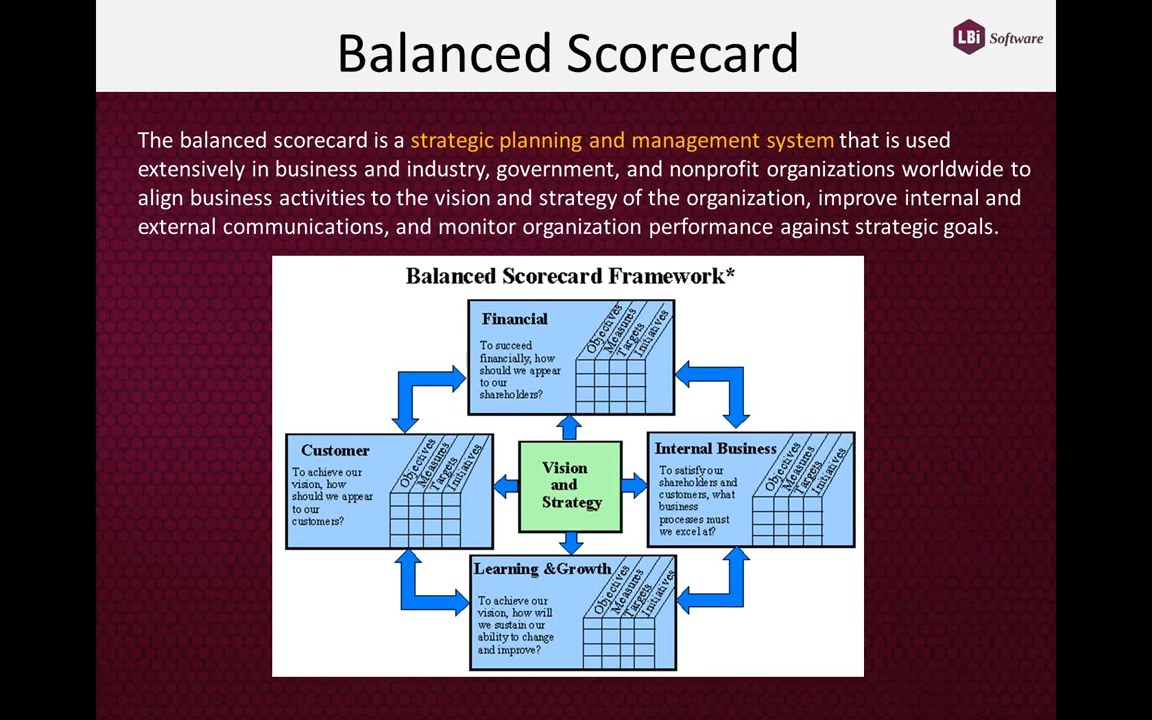 Balanced Scorecard
LBi Software
The balanced scorecard is a strategic planning and management system that is used
extensively in business and industry, government, and nonprofit organizations worldwide to
align business activities to the vision and strategy of the organization, improve internal and
external communications, and monitor organization performance against strategic goals.
Balanced Scorecard Framework*
Financial
To succeed
financially, how
should we appear
to our
shareholders?
Objectives
Measures
Targets
Initiatives
Customer
To achieve our
vision, how
should we appear
to our
customers?
Objectives
Measures
Targets
Initiatives
Vision
and
Strategy
Internal Business
To satisfy our
shareholders and
customers, what
business
processes must
we excel at?
Objectives
Measures
Targets
Initiatives
Learning &Growth
To achieve our
vision, how will
we sustain our
ability to change
and improve?
Objectives
Measures
Targets
Initiatives